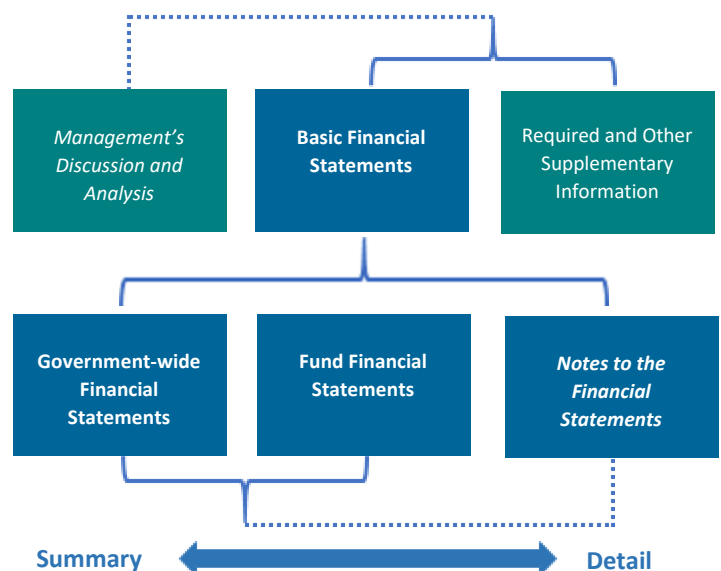 Management’s
Discussion and
Analysis
Basic Financial
Statements
Required and Other
Supplementary
Information
Government-wide
Financial
Statements
Fund Financial
Statements
Notes to the
Financial
Statements
Summary
Detail